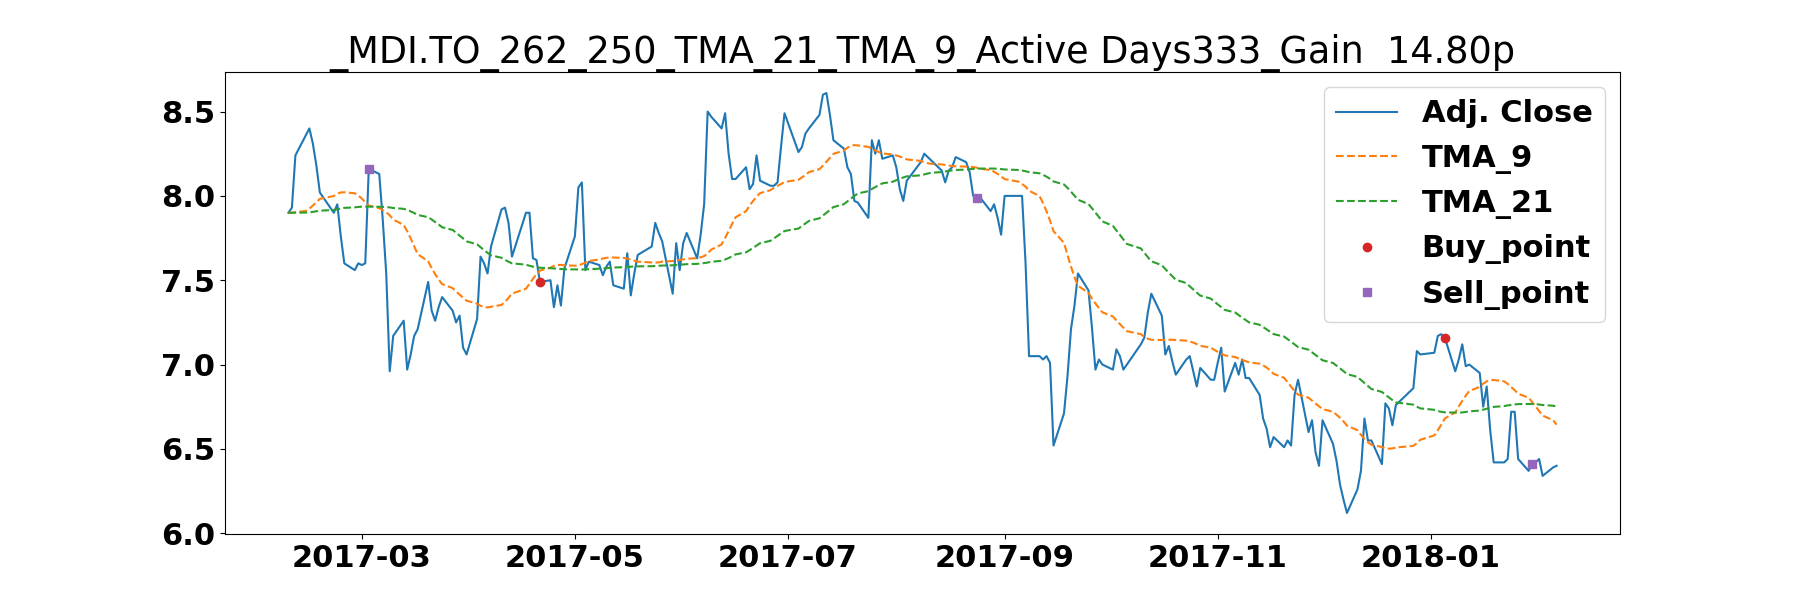 _MDI.TO_262_250_TMA_21_TMA_9_Active Days333_Gain  14.80p
8.5
8.0
7.5
7.0
6.5
6.0
Adj. Close
TMA_9
TMA_21
Buy_point
Sell_point
2017-03
2017-05
2017-07
2017-09
2017-11
2018-01